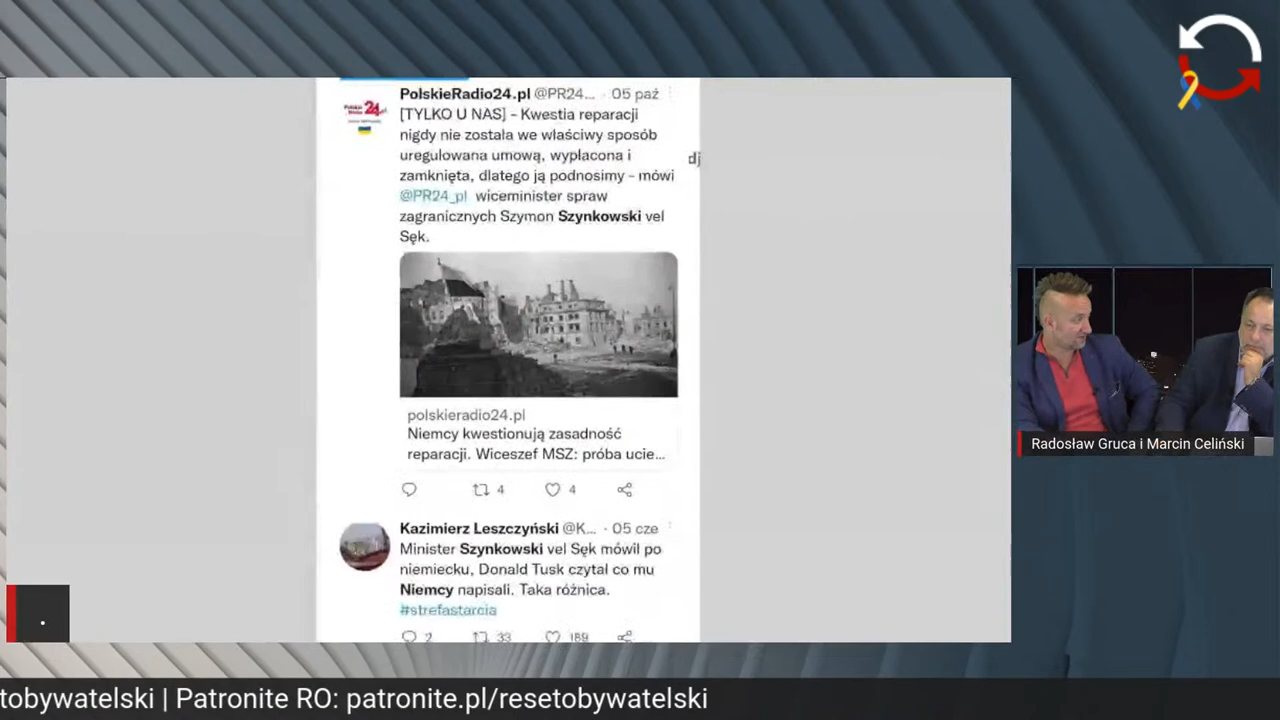 PolskieRadio24.pl @PR24... · 05 paź
[TYLKO U NAS] - Kwestia reparacji
nigdy nie została we właściwy sposób
uregulowana umową, wypłacona i
zamknięta, dlatego ją podnosimy - mówi
@PR24_pl wiceminister spraw
zagranicznych Szymon Szynkowski vel
Sęk.
dj
24
polskieradio24.pl
Niemcy kwestionują zasadność
reparacji. Wiceszef MSZ: próba ucie...
4 4
Kazimierz Leszczyński @K... · 05 cze
Minister Szynkowski vel Sęk mówił po
niemiecku, Donald Tusk czytał co mu
Niemcy napisali. Taka różnica.
#strefastarcia
2 33 189
.
Radosław Gruca i Marcin Celiński
tobywatelski | Patronite RO: patronite.pl/resetobywatelski